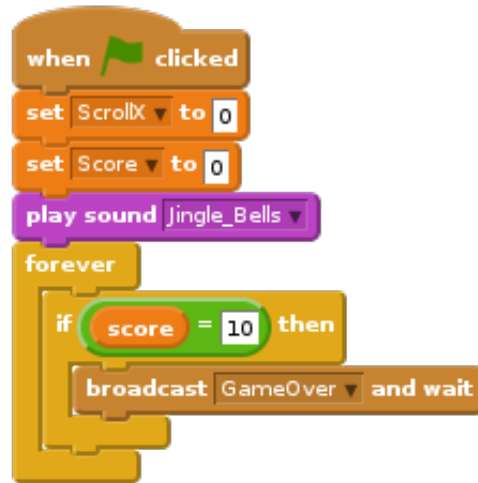 when clicked
set ScrollX to 0
set Score to 0
play sound Jingle_Bells
forever
if score = 10 then
broadcast GameOver and wait